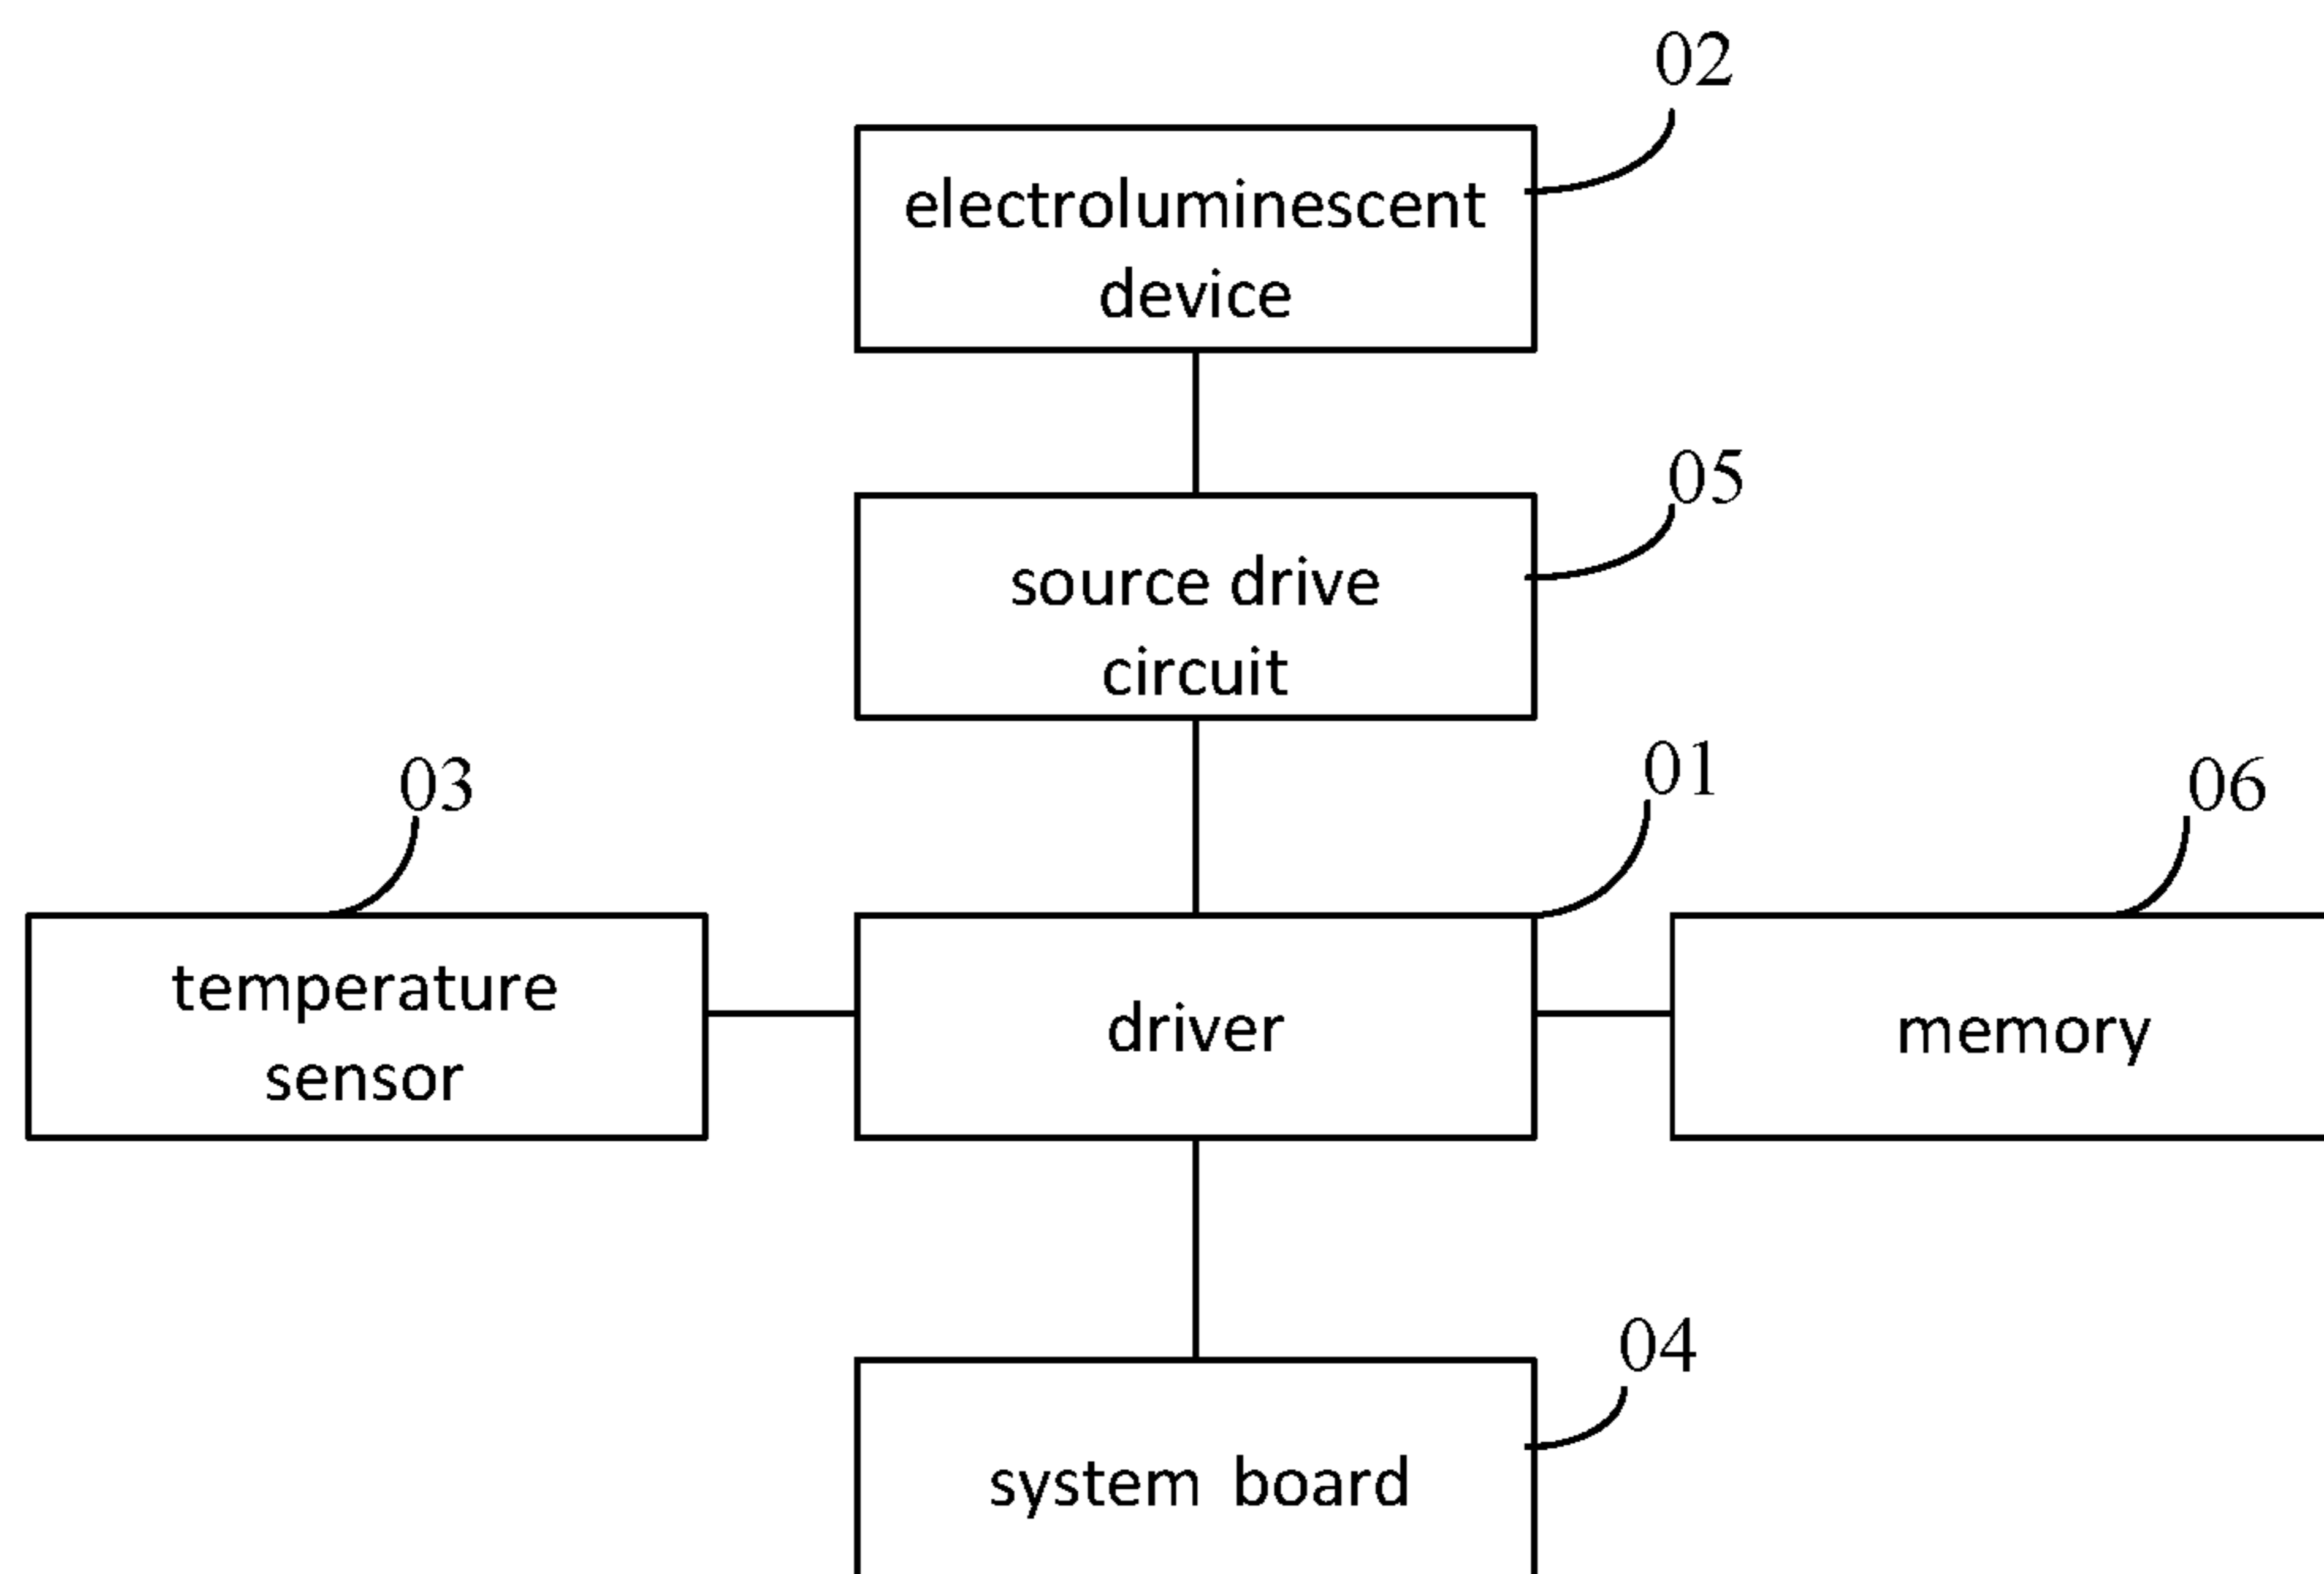 02
electroluminescent
device
05
source drive
circuit
03
01
06
temperature
sensor
driver
memory
04
system board